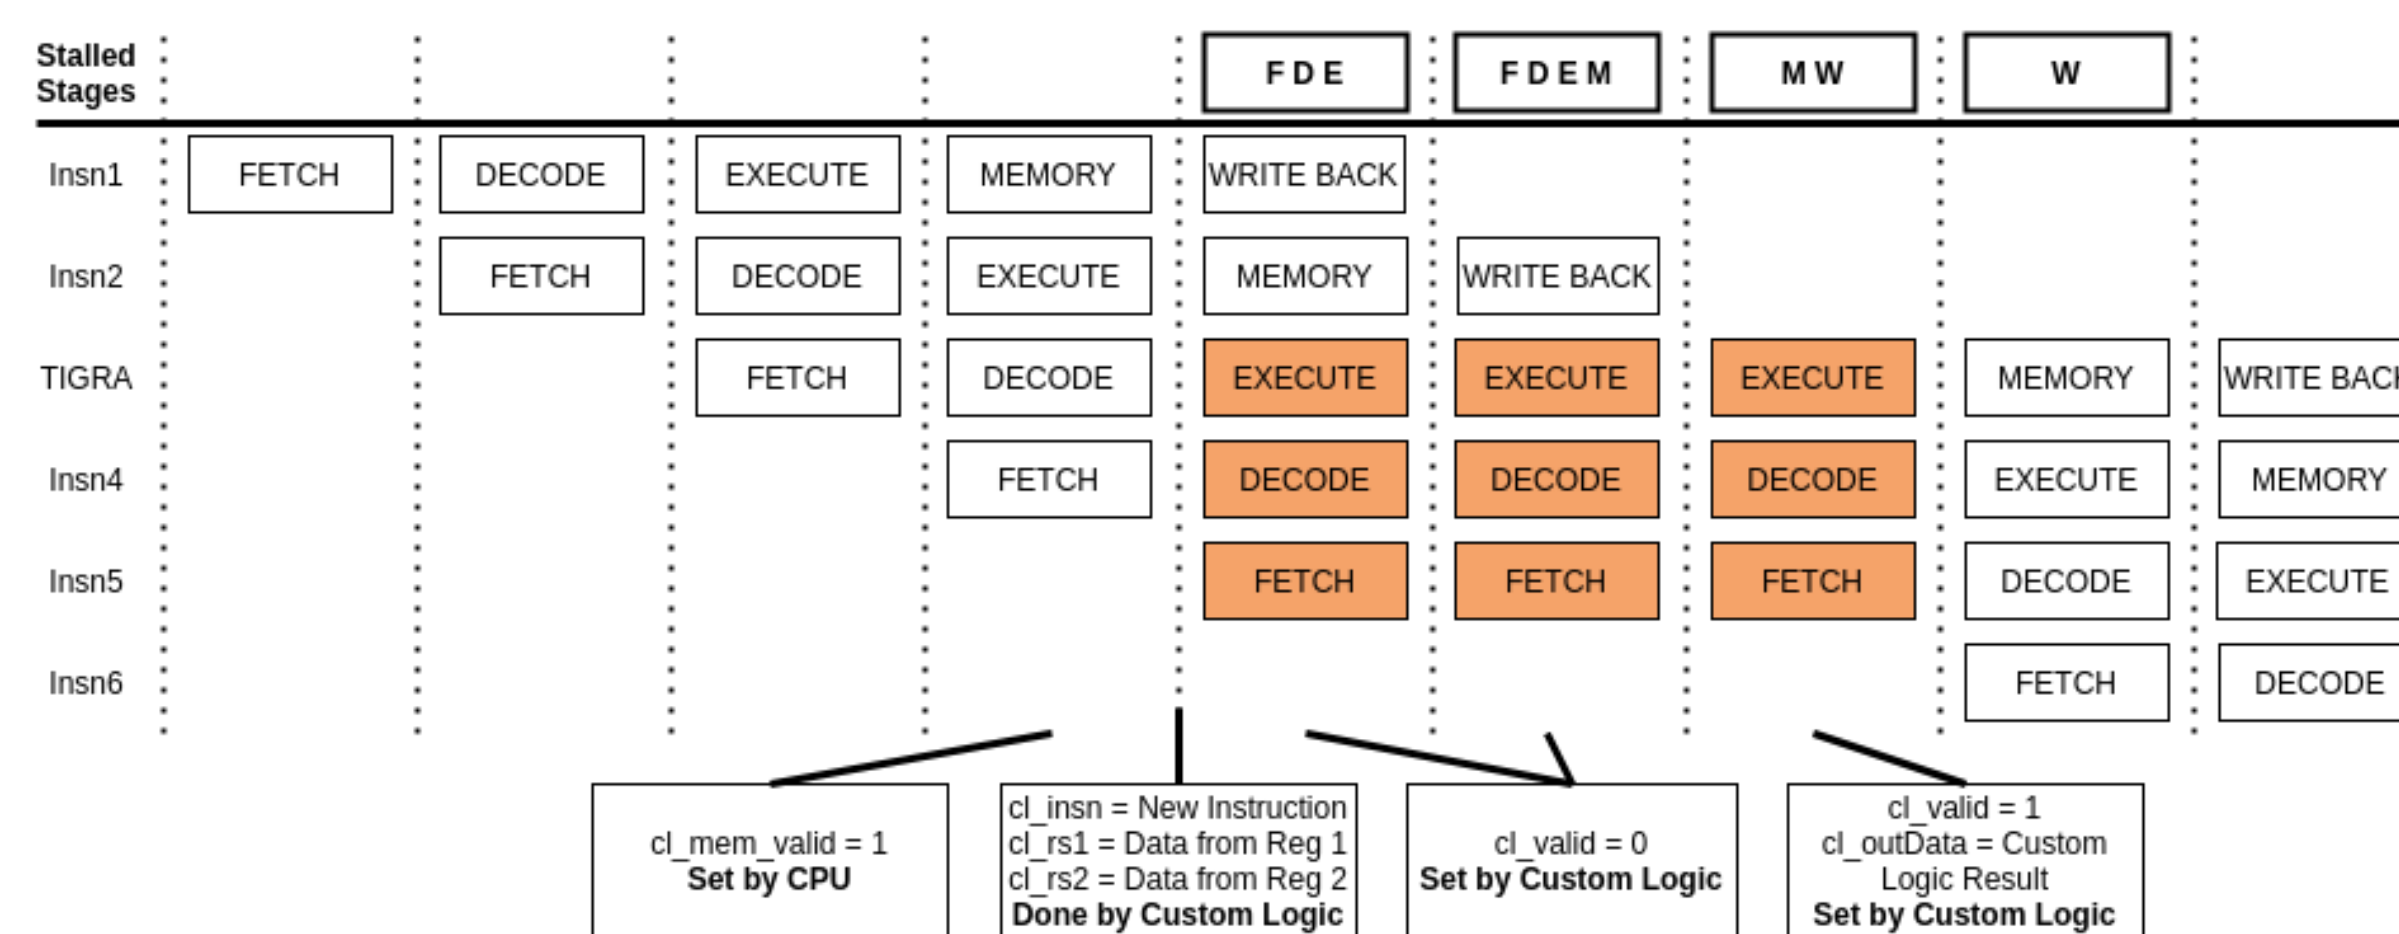 Stalled
Stages
F D E
F D E M
M W
W
Insn1
FETCH
DECODE
EXECUTE
MEMORY
WRITE BACK
Insn2
FETCH
DECODE
EXECUTE
MEMORY
WRITE BACK
TIGRA
FETCH
DECODE
EXECUTE
EXECUTE
EXECUTE
MEMORY
WRITE BACK
Insn4
FETCH
DECODE
DECODE
DECODE
EXECUTE
MEMORY
Insn5
FETCH
FETCH
FETCH
DECODE
EXECUTE
Insn6
FETCH
DECODE
cl_mem_valid = 1
Set by CPU
cl_insn = New Instruction
cl_rs1 = Data from Reg 1
cl_rs2 = Data from Reg 2
Done by Custom Logic
cl_valid = 0
Set by Custom Logic
cl_valid = 1
cl_outData = Custom
Logic Result
Set by Custom Logic